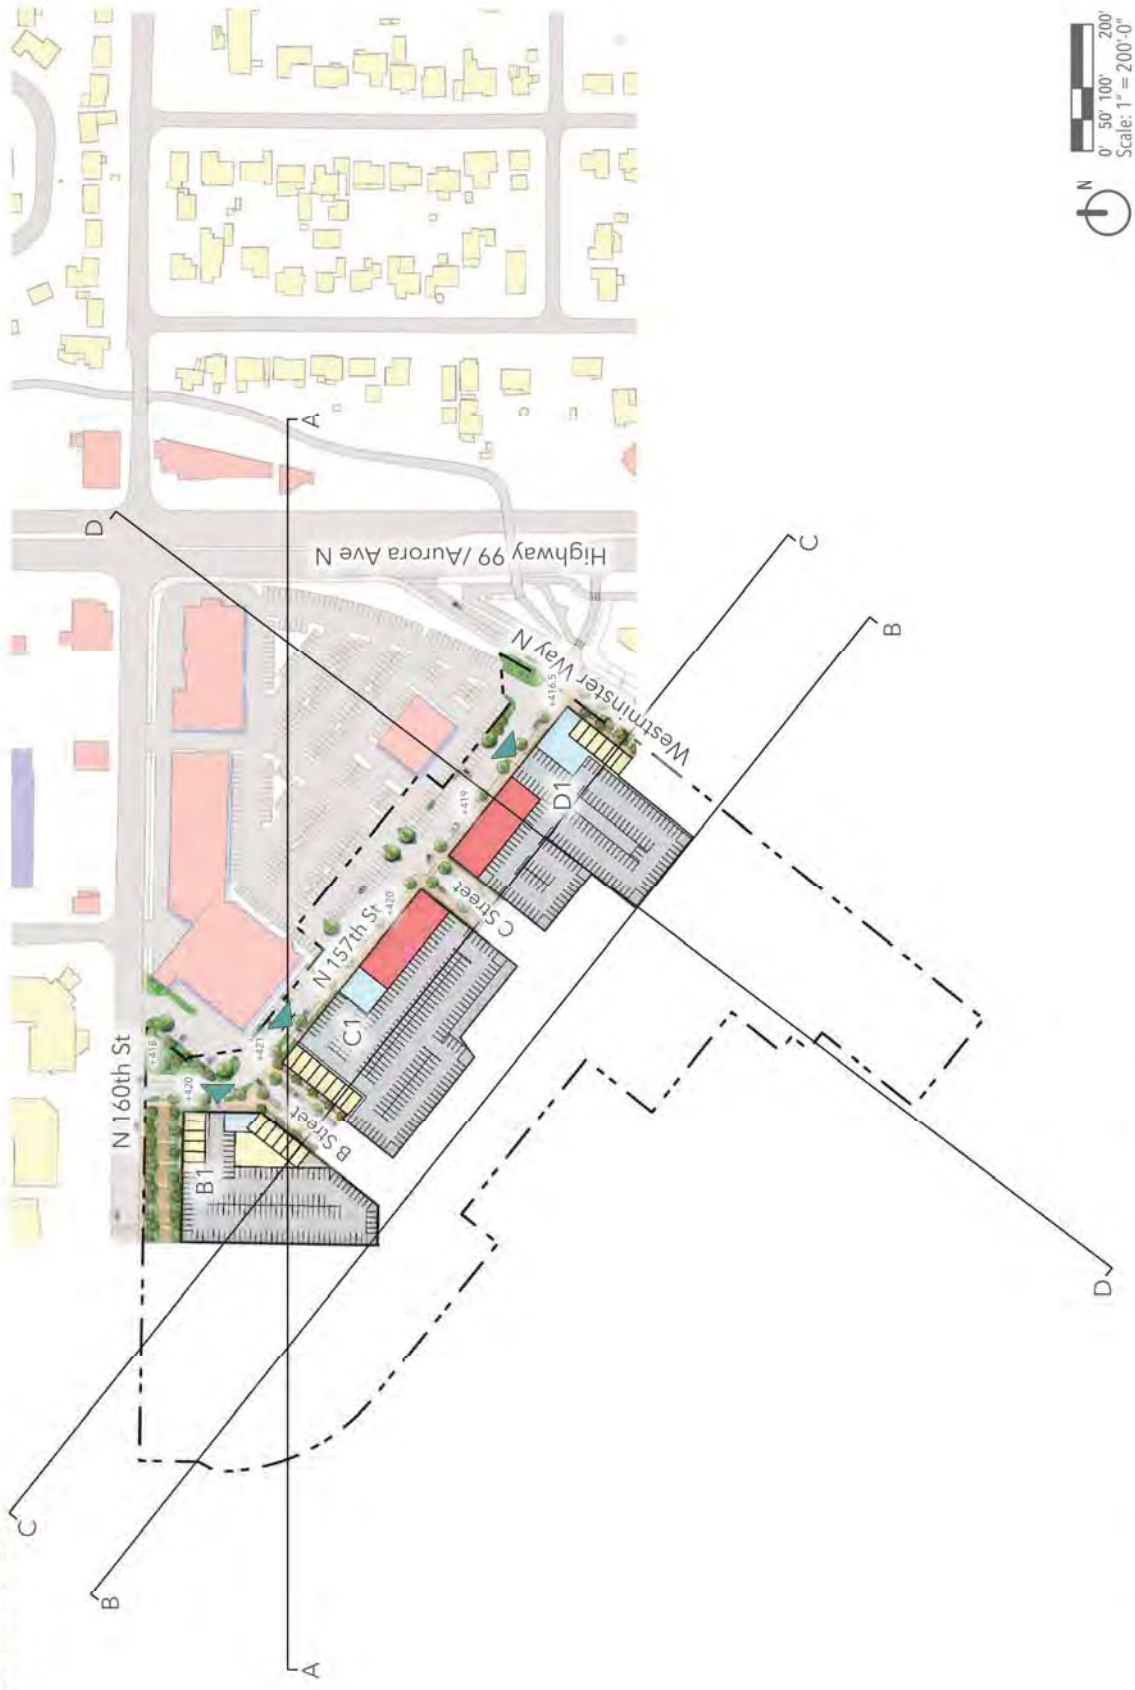 D
A
Highway 99 /Aurora Ave N
C
B
Westminster Way N
+416.5
D1
+419
C Street
+420
N 157th St
C1
+421
+418
+420
N 160th St
B Street
B1
C
B
A
D
N
0' 50' 100' 200'
Scale: 1" = 200'-0"